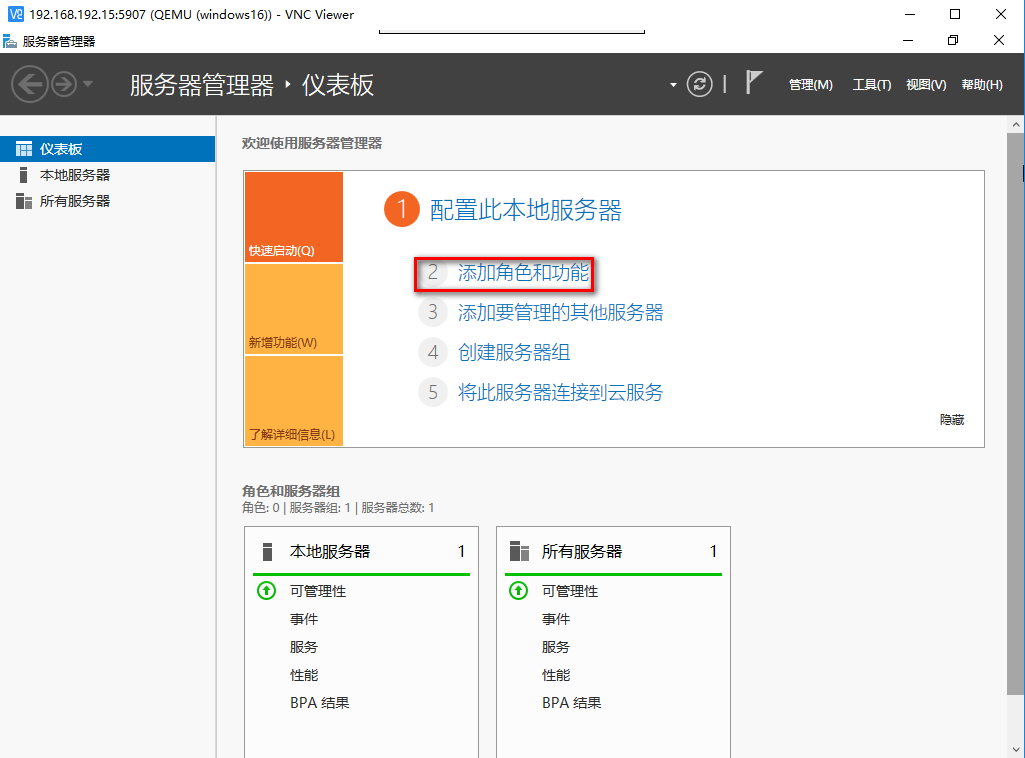 192.168.192.15:5907 (QEMU (windows16)) - VNC Viewer
服务器管理器
服务器管理器 ‣ 仪表板
管理(M) 工具(T) 视图(V) 帮助(H)
仪表板
本地服务器
所有服务器
欢迎使用服务器管理器
快速启动(Q)
新增功能(W)
了解详细信息(L)
1 配置此本地服务器
2 添加角色和功能
3 添加要管理的其他服务器
4 创建服务器组
5 将此服务器连接到云服务
隐藏
角色和服务器组
角色: 0 | 服务器组: 1 | 服务器总数: 1
本地服务器 1
可管理性
事件
服务
性能
BPA 结果
所有服务器 1
可管理性
事件
服务
性能
BPA 结果